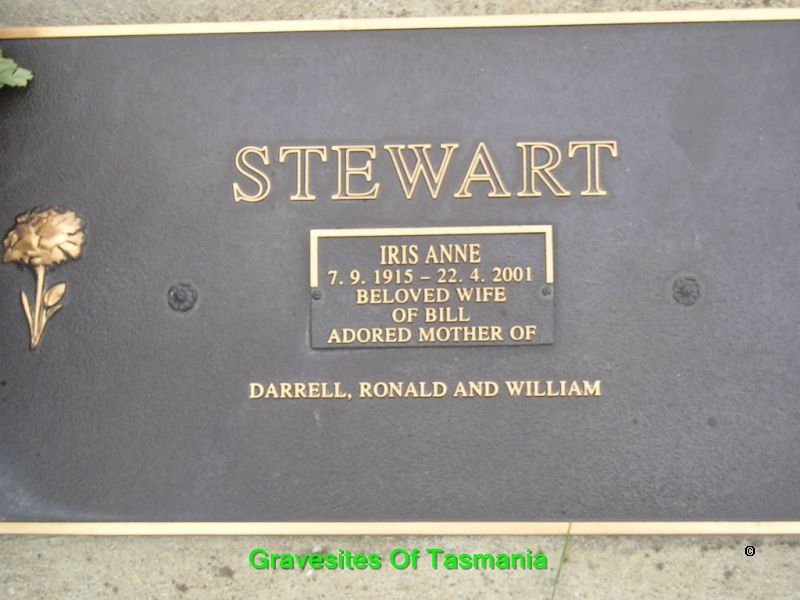 STEWART
IRIS ANNE
7. 9. 1915 – 22. 4. 2001
BELOVED WIFE
OF BILL
ADORED MOTHER OF
DARRELL, RONALD AND WILLIAM
Gravesites Of Tasmania
©